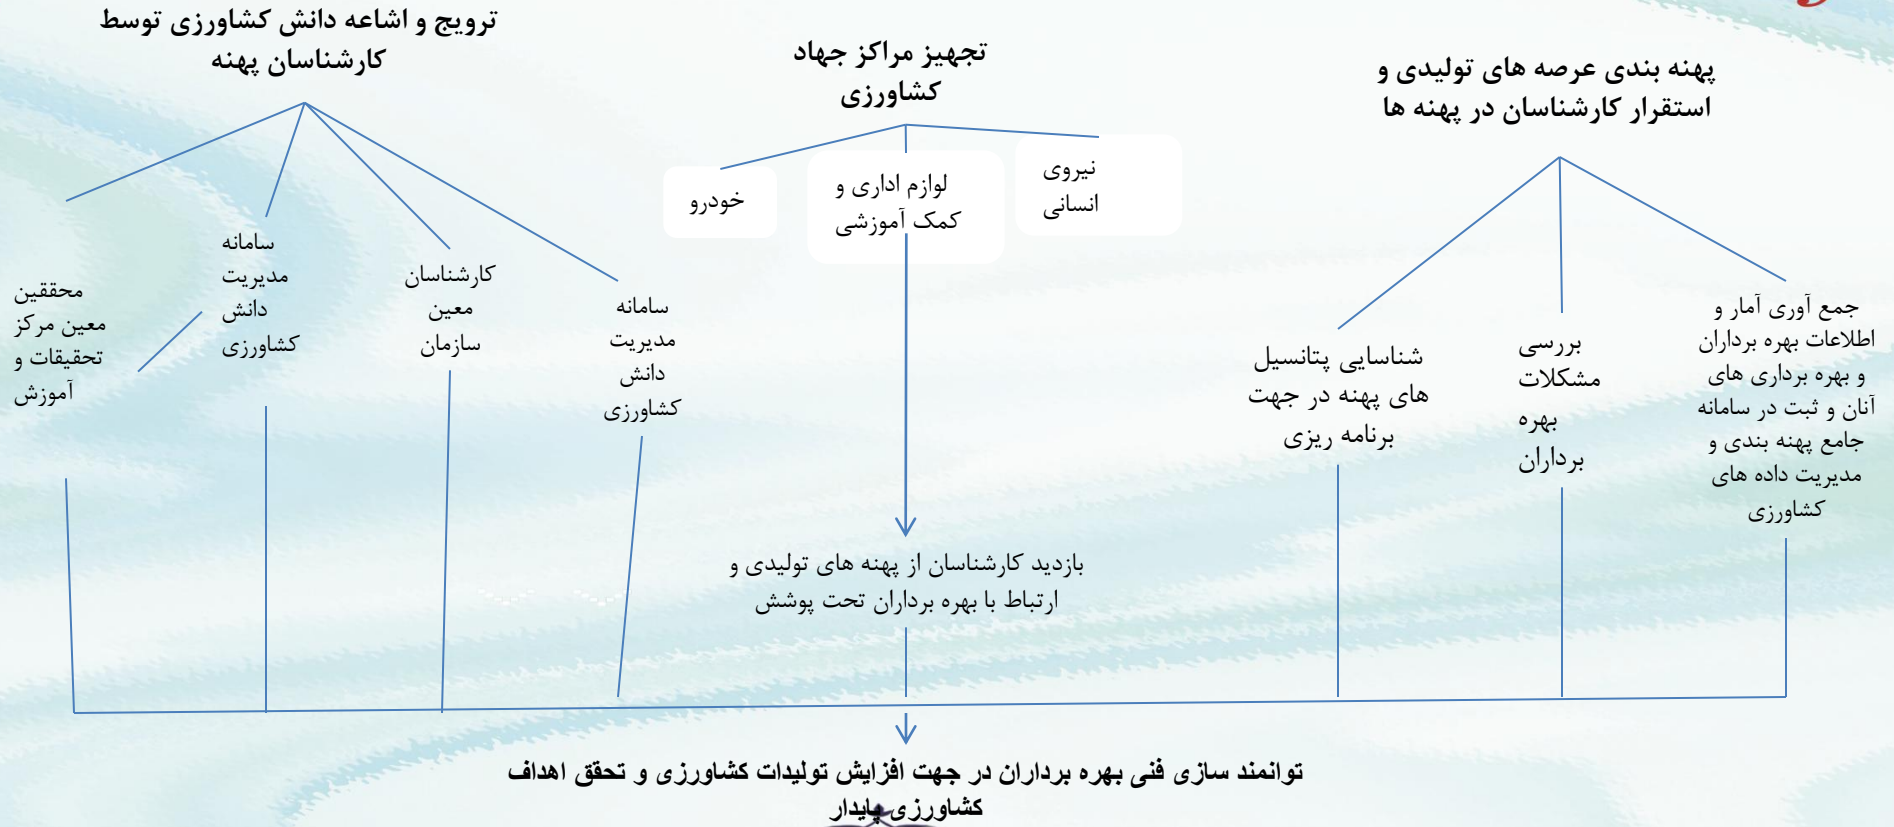 پهنه بندی عرصه های تولیدی و
استقرار کارشناسان در پهنه ها
جمع آوری آمار و
اطلاعات بهره برداران
و بهره برداری های
آنان و ثبت در سامانه
جامع پهنه بندی و
مدیریت داده های
کشاورزی
بررسی
مشکلات
بهره
برداران
شناسایی پتانسیل
های پهنه در جهت
برنامه ریزی
تجهیز مراکز جهاد
کشاورزی
نیروی
انسانی
لوازم اداری و
کمک آموزشی
خودرو
بازدید کارشناسان از پهنه های تولیدی و
ارتباط با بهره برداران تحت پوشش
ترویج و اشاعه دانش کشاورزی توسط
کارشناسان پهنه
سامانه
مدیریت
دانش
کشاورزی
کارشناسان
معین
سازمان
سامانه
مدیریت
دانش
کشاورزی
محققین
معین مرکز
تحقیقات و
آموزش
توانمند سازی فنی بهره برداران در جهت افزایش تولیدات کشاورزی و تحقق اهداف
کشاورزی پایدار